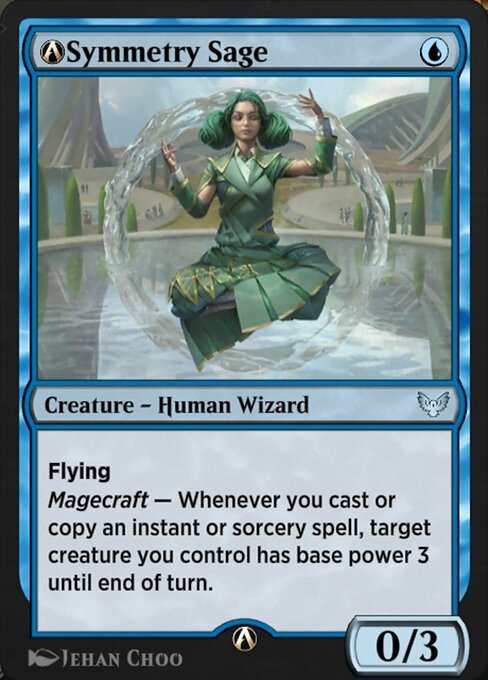 Symmetry Sage
Creature – Human Wizard
Flying
Magecraft — Whenever you cast or
copy an instant or sorcery spell, target
creature you control has base power 3
until end of turn.
0/3
Jehan Choo